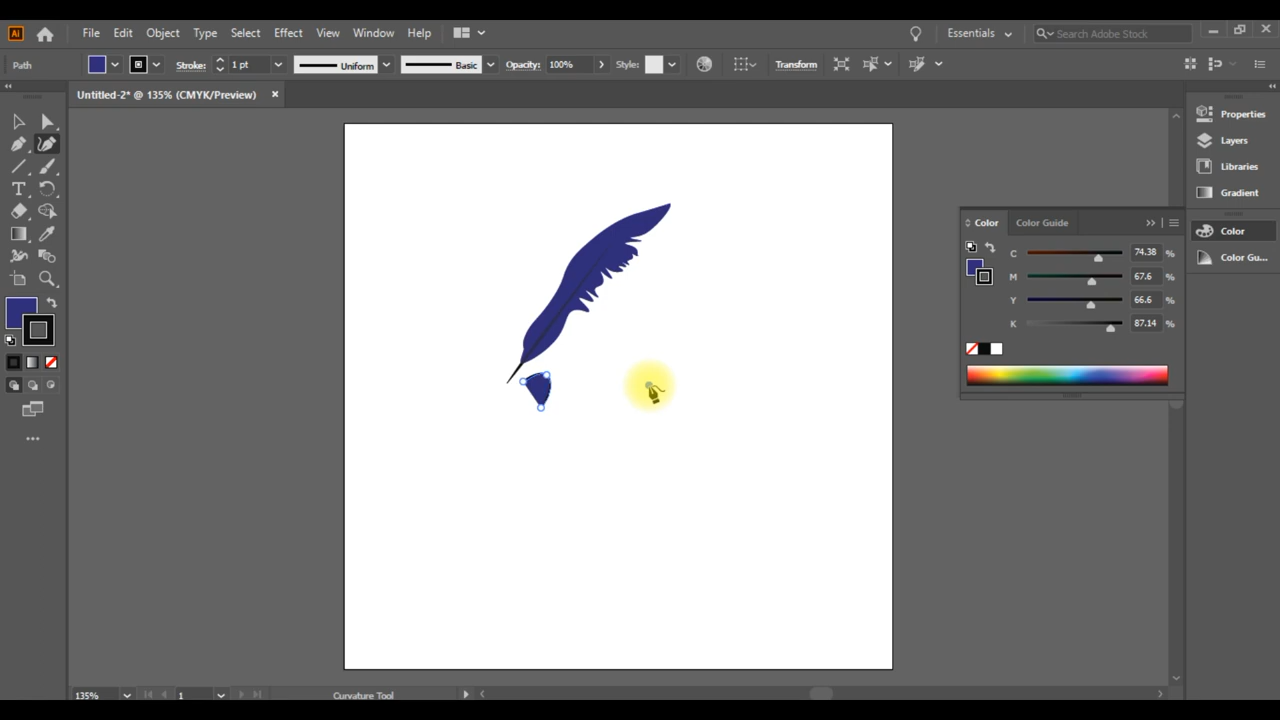 Ai File Edit Object Type Select Effect View Window Help Essentials Search Adobe Stock
Path Stroke: 1 pt Uniform Basic Opacity: 100% Style: Transform
Untitled-2* @ 135% (CMYK/Preview)
Properties
Layers
Libraries
Gradient
Color
Color Gu...
Color Color Guide
C 74.38 %
M 67.6 %
Y 66.6 %
K 87.14 %
T
135% 1 Curvature Tool